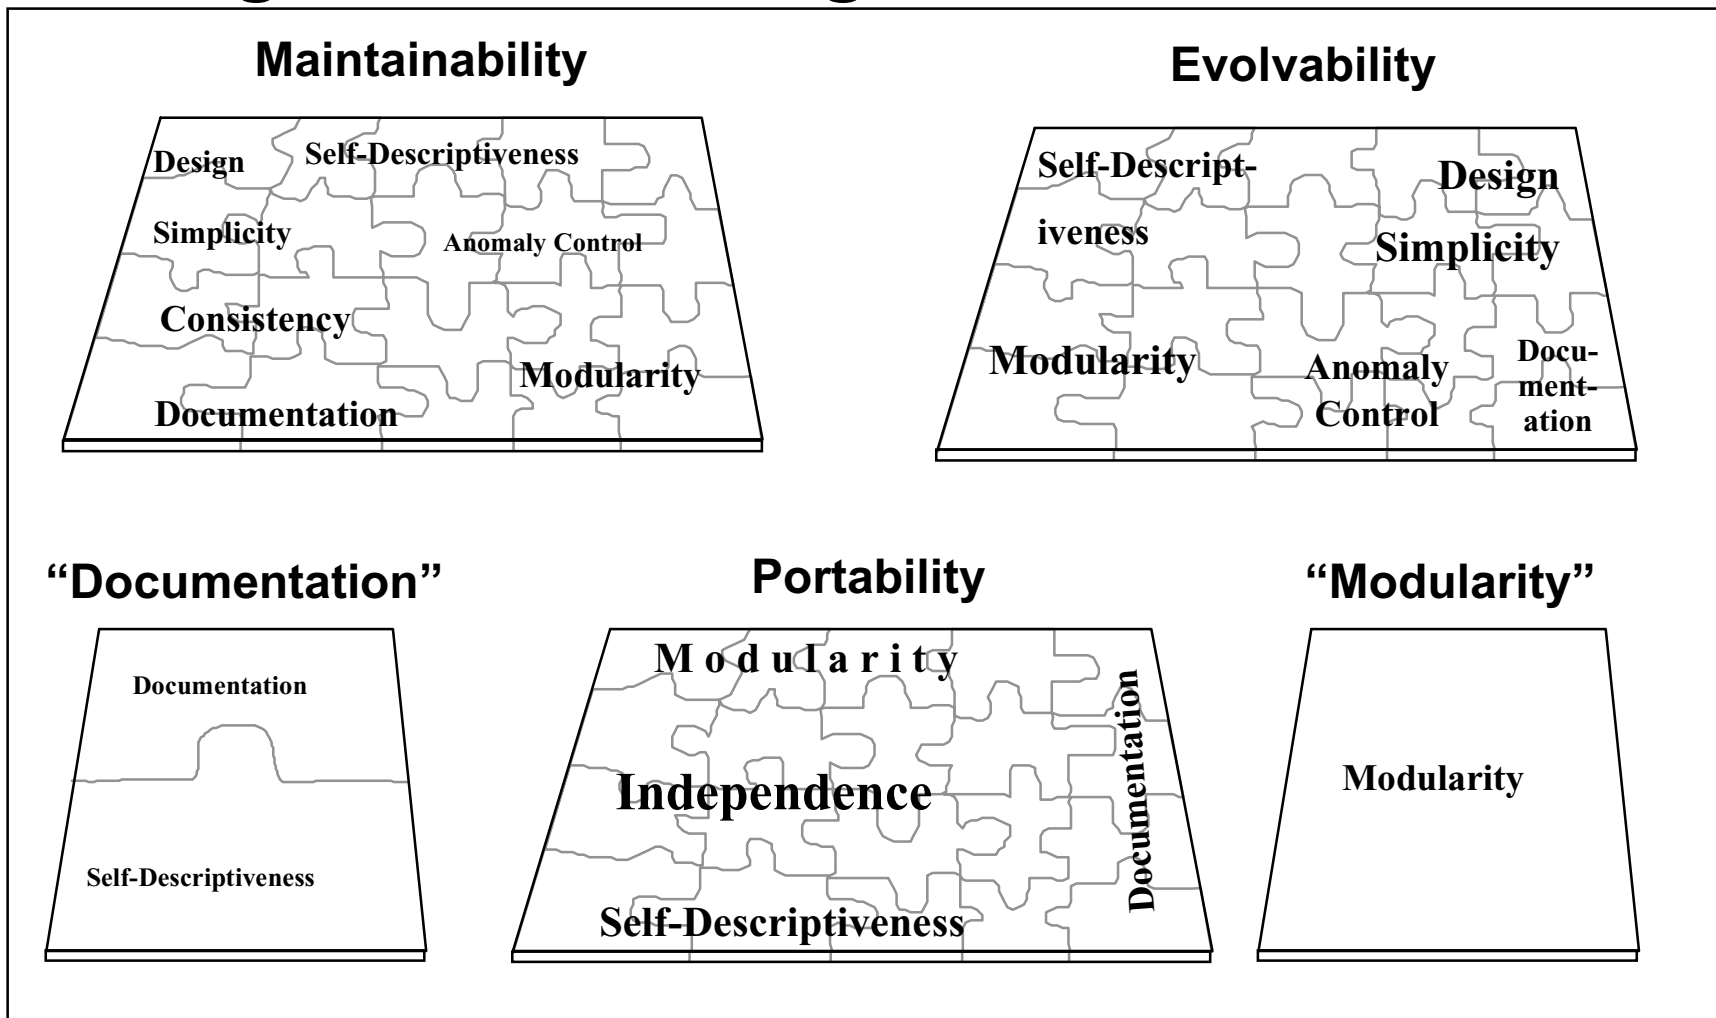 Maintainability
Design
Self-Descriptiveness
Simplicity
Anomaly Control
Consistency
Modularity
Documentation
Evolvability
Self-Descript-
iveness
Design
Simplicity
Modularity
Anomaly
Control
Docu-
ment-
ation
“Documentation”
Documentation
Self-Descriptiveness
Portability
M o d u l a r i t y
Independence
Documentation
Self-Descriptiveness
“Modularity”
Modularity